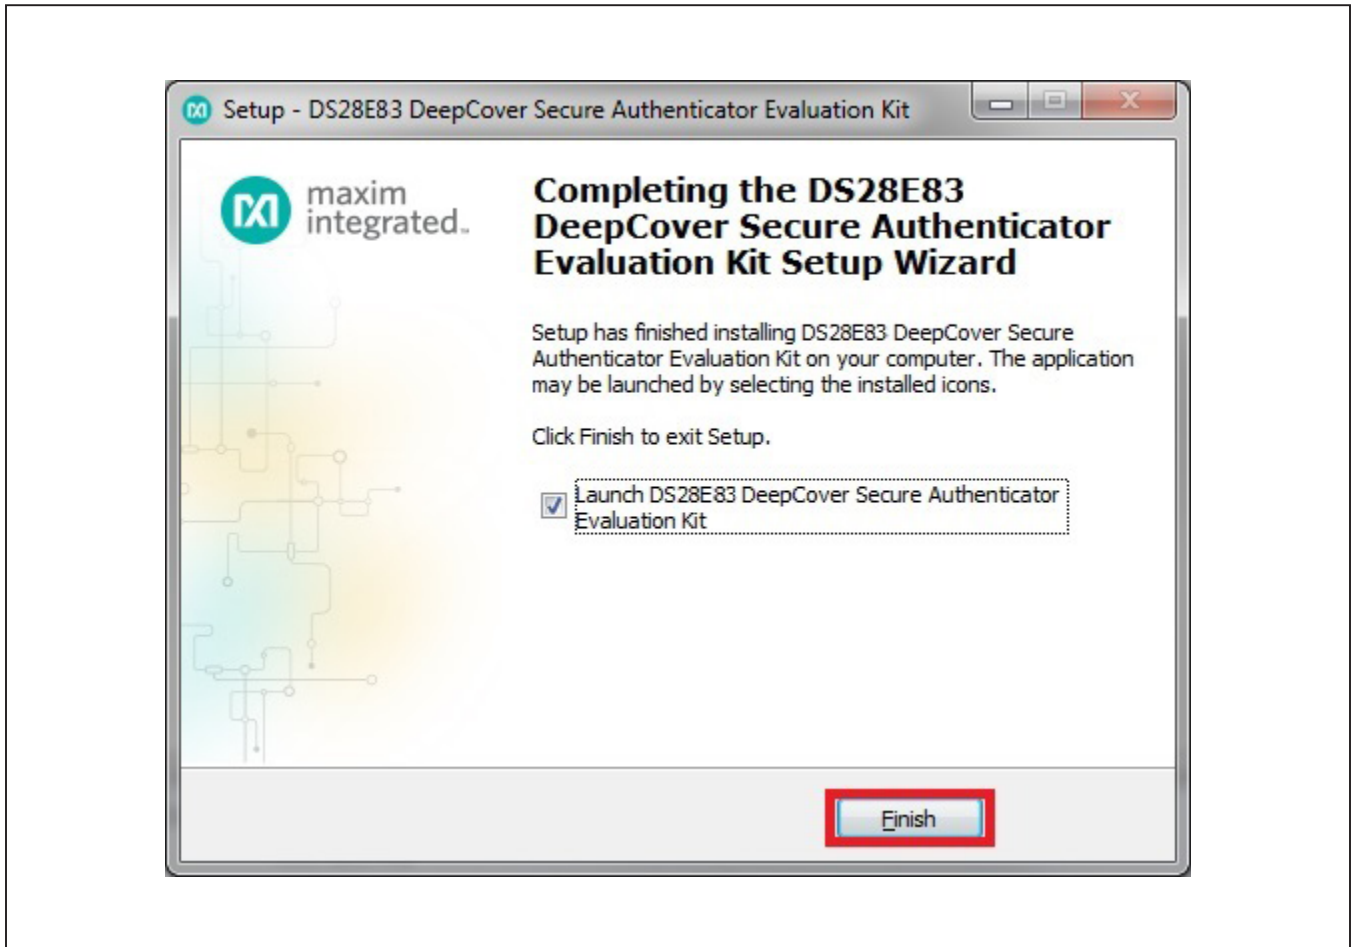 Setup - DS28E83 DeepCover Secure Authenticator Evaluation Kit
maxim
integrated™
Completing the DS28E83
DeepCover Secure Authenticator
Evaluation Kit Setup Wizard
Setup has finished installing DS28E83 DeepCover Secure
Authenticator Evaluation Kit on your computer. The application
may be launched by selecting the installed icons.
Click Finish to exit Setup.
Launch DS28E83 DeepCover Secure Authenticator
Evaluation Kit
Finish